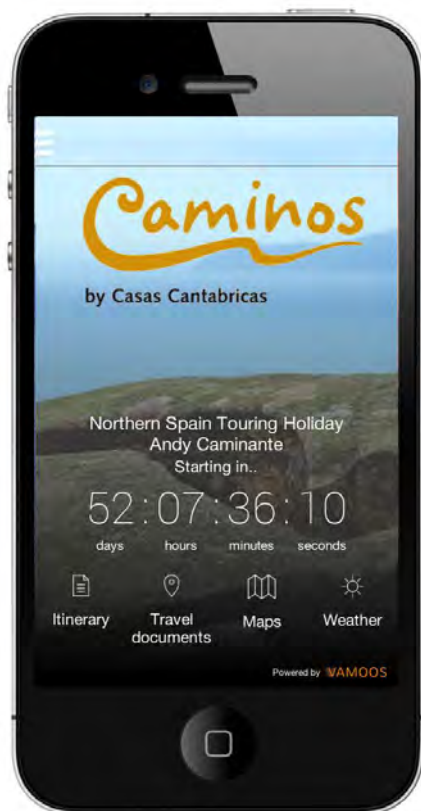 Caminos
by Casas Cantabricas
Northern Spain Touring Holiday
Andy Caminante
Starting in..
52:07:36:10
days hours minutes seconds
Itinerary Travel documents Maps Weather
Powered by VAMOOS